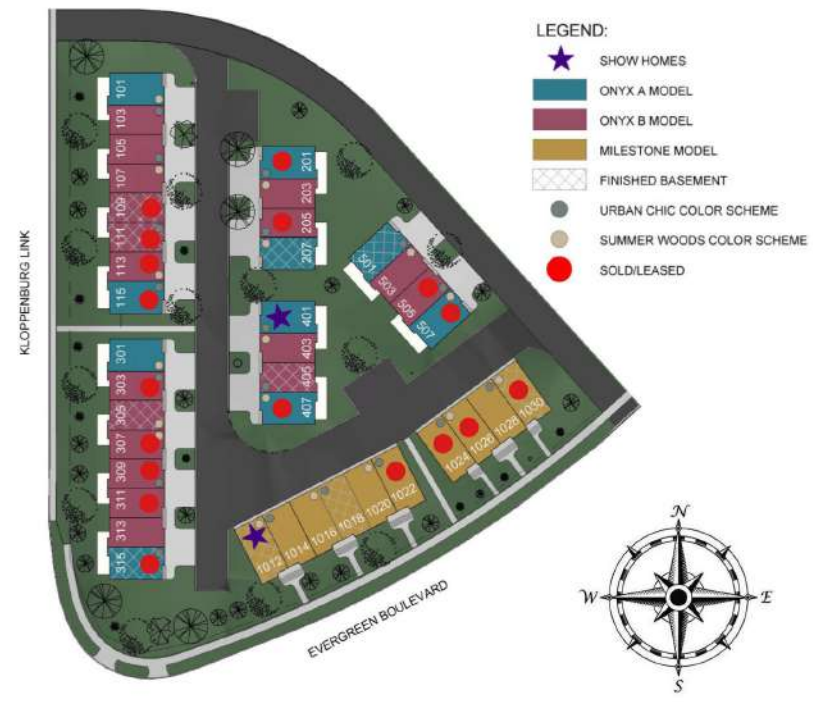 LEGEND:
SHOW HOMES
ONYX A MODEL
ONYX B MODEL
MILESTONE MODEL
FINISHED BASEMENT
URBAN CHIC COLOR SCHEME
SUMMER WOODS COLOR SCHEME
SOLD/LEASED
KLOPPENBURG LINK
101
103
105
107
109
111
113
115
201
203
205
207
301
303
305
307
309
311
313
315
401
403
405
407
501
503
505
507
1012
1014
1016
1018
1020
1022
1024
1026
1028
1030
EVERGREEN BOULEVARD
N
W
E
S